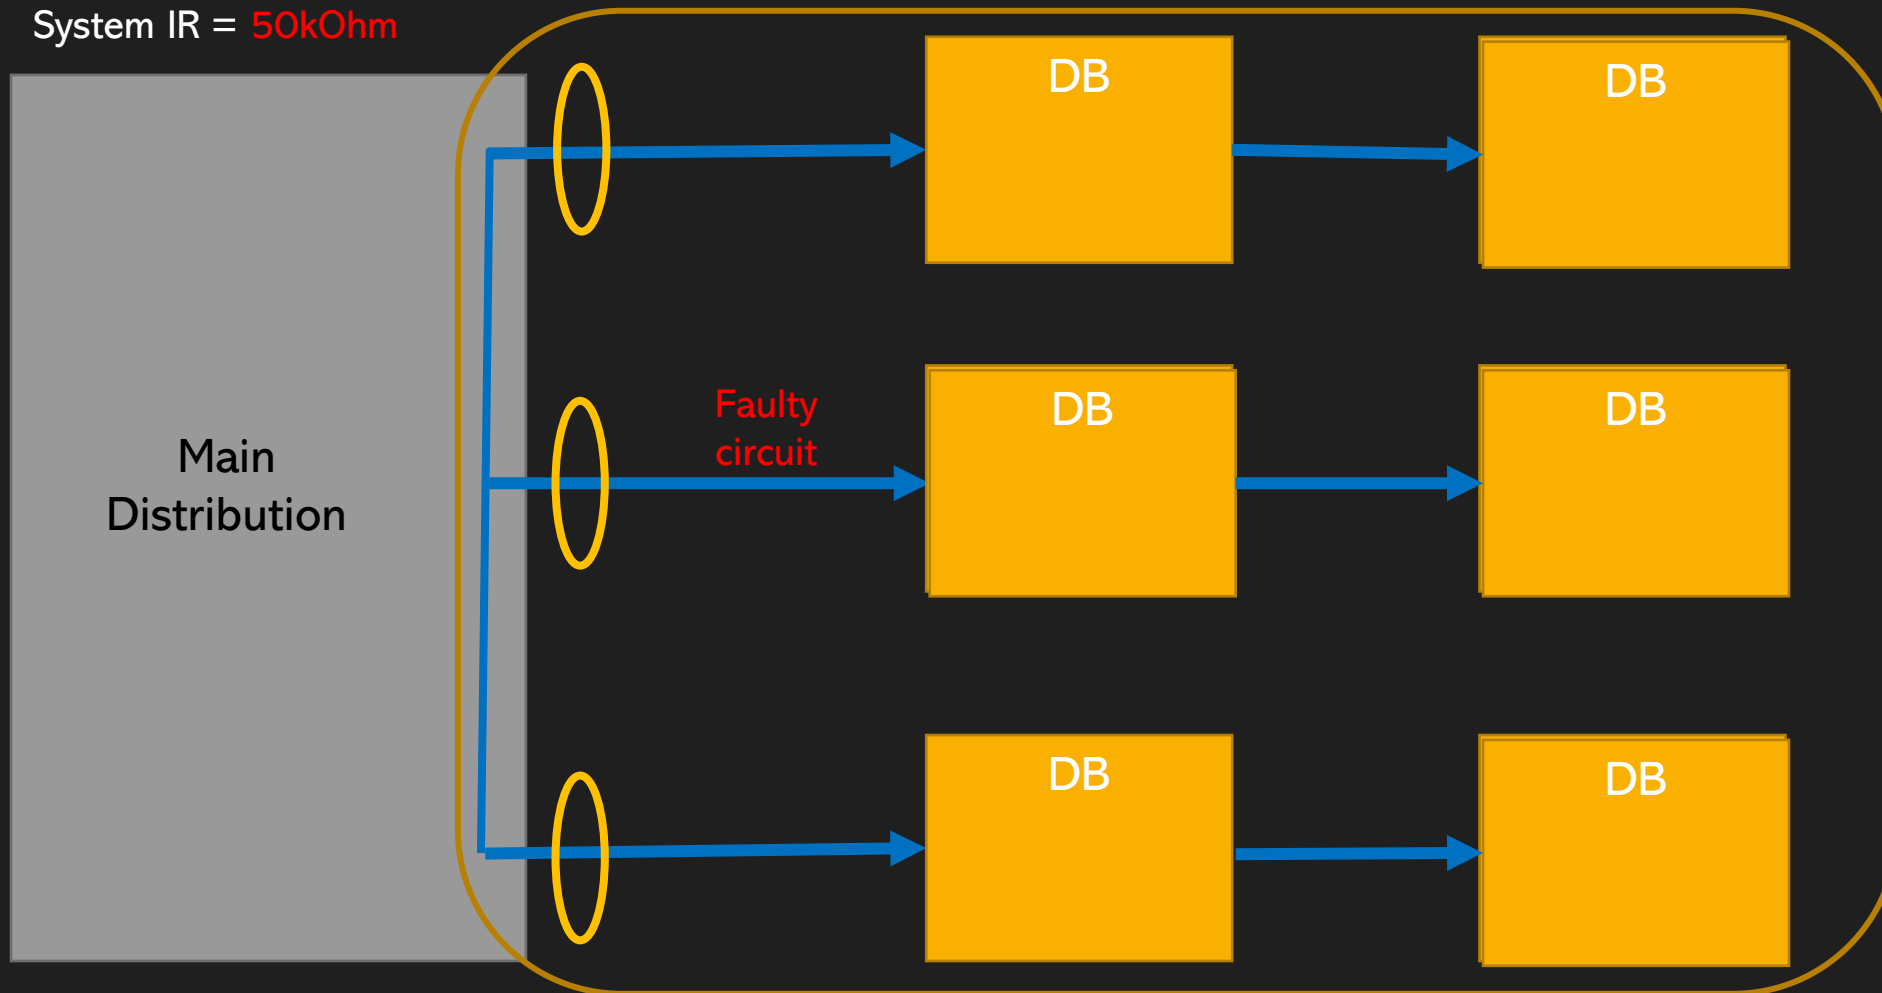 System IR = 50kOhm
DB
DB
Faulty
circuit
DB
DB
Main
Distribution
DB
DB